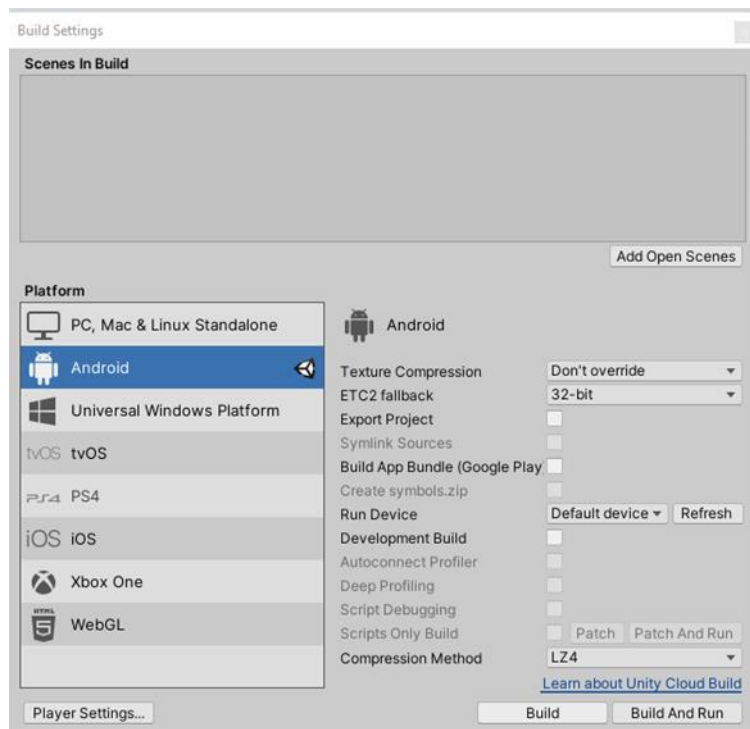 Build Settings
Scenes In Build
Add Open Scenes
Platform
PC, Mac & Linux Standalone
Android
Universal Windows Platform
tvOS tvOS
PS4 PS4
iOS iOS
Xbox One
HTML 5 WebGL
Android
Texture Compression Don't override
ETC2 fallback 32-bit
Export Project
Symlink Sources
Build App Bundle (Google Play
Create symbols.zip
Run Device Default device Refresh
Development Build
Autoconnect Profiler
Deep Profiling
Script Debugging
Scripts Only Build Patch Patch And Run
Compression Method LZ4
Learn about Unity Cloud Build
Player Settings... Build Build And Run